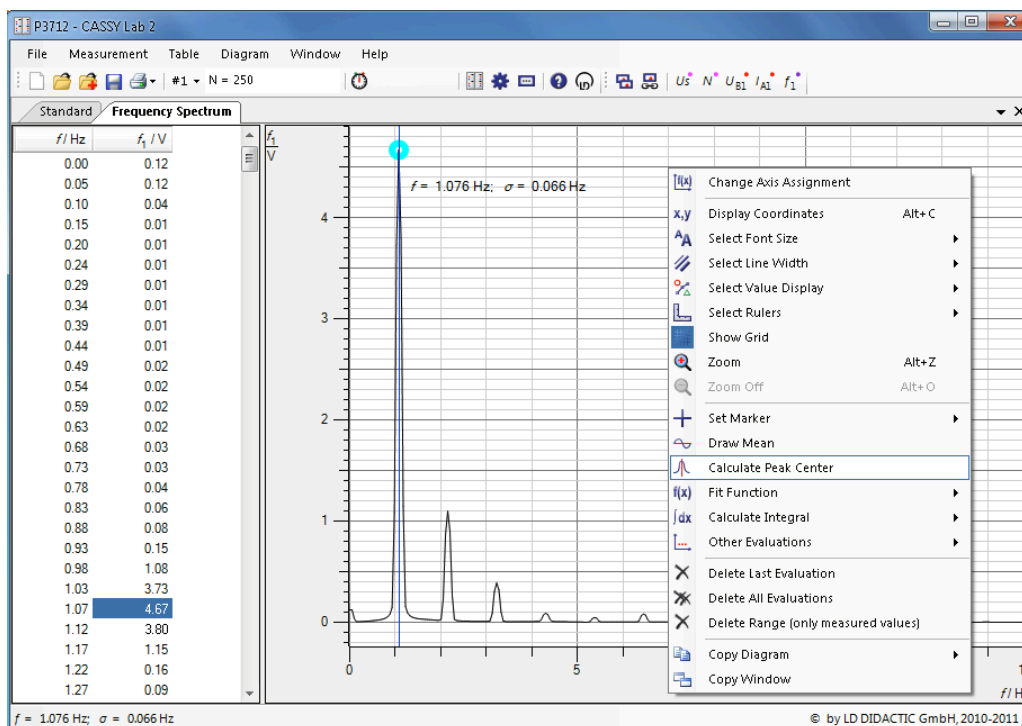 P3712 - CASSY Lab 2
File Measurement Table Diagram Window Help
#1 N = 250 Us N UB1 IA1 f1
Standard Frequency Spectrum
f / Hz f1 / V
0.00 0.12
0.05 0.12
0.10 0.04
0.15 0.01
0.20 0.01
0.24 0.01
0.29 0.01
0.34 0.01
0.39 0.01
0.44 0.01
0.49 0.02
0.54 0.02
0.59 0.02
0.63 0.02
0.68 0.03
0.73 0.03
0.78 0.04
0.83 0.06
0.88 0.08
0.93 0.15
0.98 1.08
1.03 3.73
1.07 4.67
1.12 3.80
1.17 1.15
1.22 0.16
1.27 0.09
f1
V
f = 1.076 Hz; σ = 0.066 Hz
4
3
2
1
0
0 5 1
f / H
f(x) Change Axis Assignment
x,y Display Coordinates Alt+C
AA Select Font Size
Select Line Width
Select Value Display
Select Rulers
Show Grid
Zoom Alt+Z
Zoom Off Alt+O
Set Marker
Draw Mean
Calculate Peak Center
f(x) Fit Function
∫dx Calculate Integral
Other Evaluations
Delete Last Evaluation
Delete All Evaluations
Delete Range (only measured values)
Copy Diagram
Copy Window
f = 1.076 Hz; σ = 0.066 Hz © by LD DIDACTIC GmbH, 2010-2011